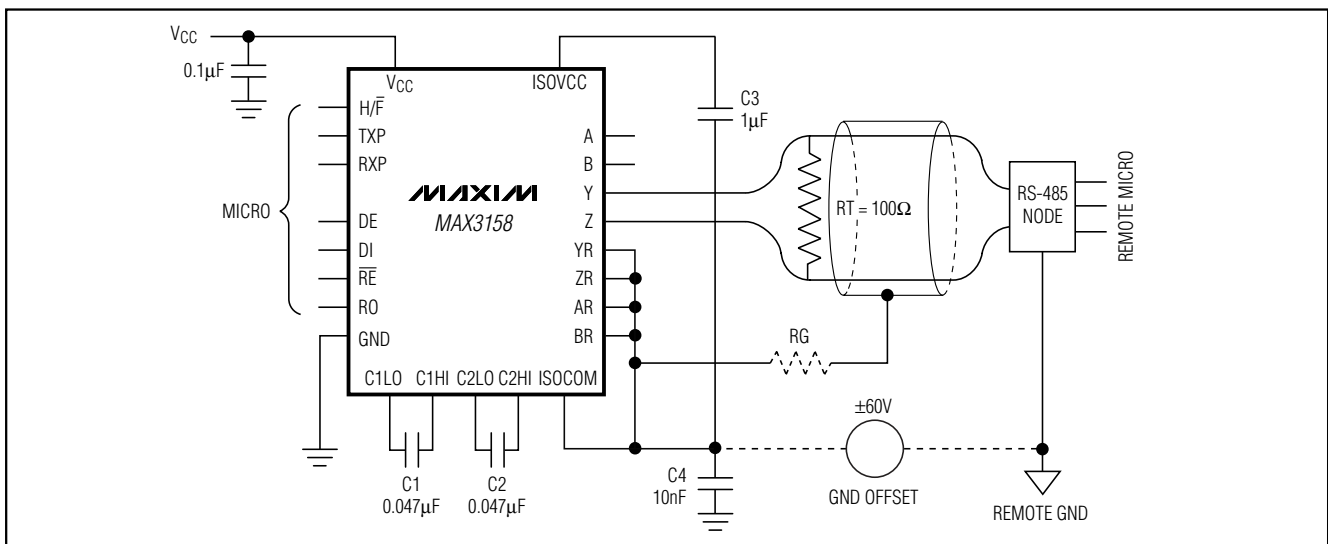 VCC
0.1µF
VCC
ISOVCC
H/F̅
TXP
RXP
MICRO
DE
DI
R̅E̅
RO
GND
MAXIM
MAX3158
A
B
Y
Z
YR
ZR
AR
BR
C1LO
C1HI
C2LO
C2HI
ISOCOM
C3
1µF
RT = 100Ω
RS-485
NODE
REMOTE MICRO
RG
±60V
GND OFFSET
C1
0.047µF
C2
0.047µF
C4
10nF
REMOTE GND